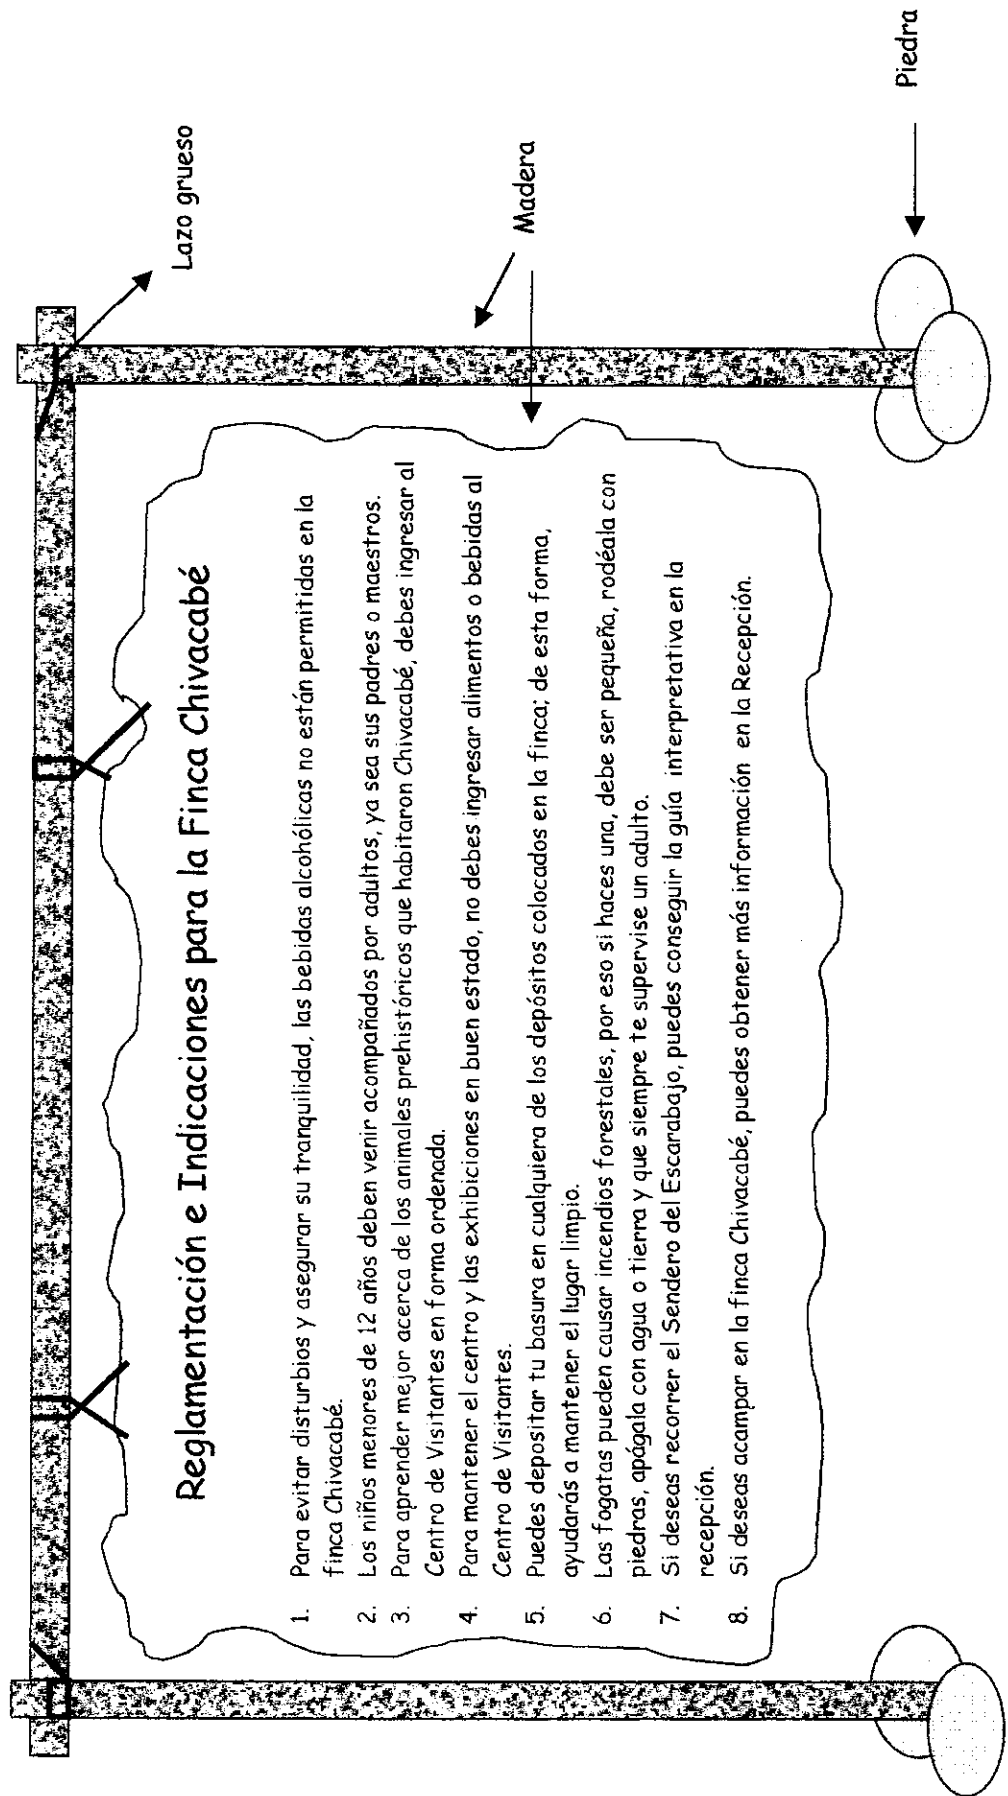 Reglamentación e Indicaciones para la Finca Chivacabé
1. Para evitar disturbios y asegurar su tranquilidad, las bebidas alcohólicas no están permitidas en la
finca Chivacabé.
2. Los niños menores de 12 años deben venir acompañados por adultos, ya sea sus padres o maestros.
3. Para aprender mejor acerca de los animales prehistóricos que habitaron Chivacabé, debes ingresar al
Centro de Visitantes en forma ordenada.
4. Para mantener el centro y las exhibiciones en buen estado, no debes ingresar alimentos o bebidas al
Centro de Visitantes.
5. Puedes depositar tu basura en cualquiera de los depósitos colocados en la finca; de esta forma,
ayudarás a mantener el lugar limpio.
6. Las fogatas pueden causar incendios forestales, por eso si haces una, debe ser pequeña, rodéala con
piedras, apágala con agua o tierra y que siempre te supervise un adulto.
7. Si deseas recorrer el Sendero del Escarabajo, puedes conseguir la guía interpretativa en la
recepción.
8. Si deseas acampar en la finca Chivacabé, puedes obtener más información en la Recepción.
Lazo grueso
Madera
Piedra